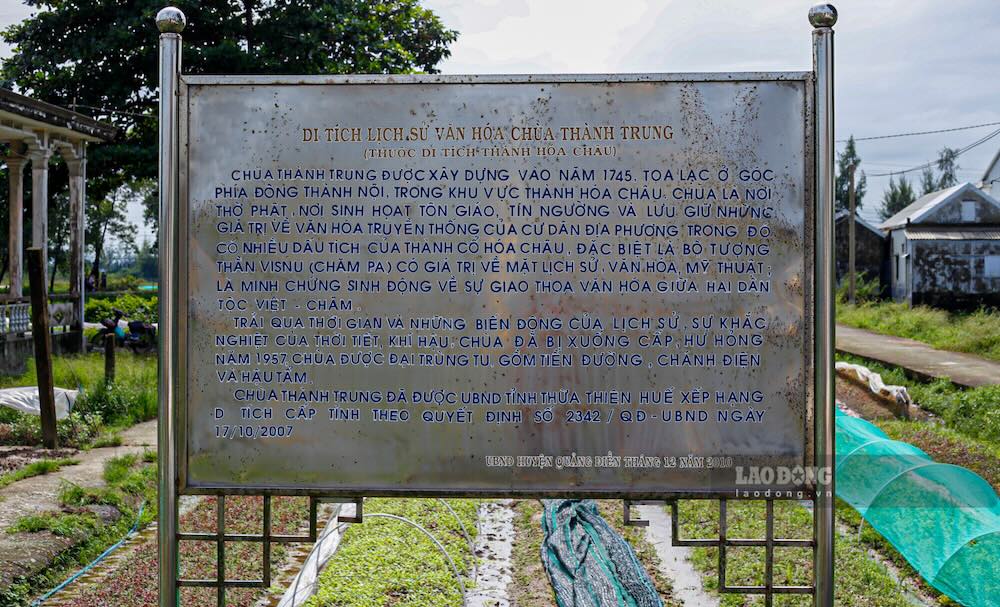 DI TÍCH LỊCH SỬ VĂN HÓA CHÙA THÀNH TRUNG
(THUỘC DI TÍCH THÀNH HÓA CHÂU)
CHÙA THÀNH TRUNG ĐƯỢC XÂY DỰNG VÀO NĂM 1745. TỌA LẠC Ở GÓC
PHÍA ĐÔNG THÀNH NỘI. TRONG KHU VỰC THÀNH HÓA CHÂU. CHÙA LÀ NƠI
THỜ PHẬT, NƠI SINH HOẠT TÔN GIÁO, TÍN NGƯỠNG VÀ LƯU GIỮ NHỮNG
GIÁ TRỊ VỀ VĂN HÓA TRUYỀN THỐNG CỦA CƯ DÂN ĐỊA PHƯƠNG. TRONG ĐÓ
CÓ NHIỀU DẤU TÍCH CỦA THÀNH CỔ HÓA CHÂU, ĐẶC BIỆT LÀ BỘ TƯỢNG
THẦN VISNU (CHĂM PA) CÓ GIÁ TRỊ VỀ MẶT LỊCH SỬ, VĂN HÓA, MỸ THUẬT;
LÀ MINH CHỨNG SINH ĐỘNG VỀ SỰ GIAO THOA VĂN HÓA GIỮA HAI DÂN
TỘC VIỆT - CHĂM.
TRẢI QUA THỜI GIAN VÀ NHỮNG BIẾN ĐỘNG CỦA LỊCH SỬ, SỰ KHẮC
NGHIỆT CỦA THỜI TIẾT, KHÍ HẬU. CHÙA ĐÃ BỊ XUỐNG CẤP, HƯ HỎNG
NĂM 1957, CHÙA ĐƯỢC ĐẠI TRÙNG TU, GỒM TIỀN ĐƯỜNG, CHÁNH ĐIỆN
VÀ HẬU TẨM.
CHÙA THÀNH TRUNG ĐÃ ĐƯỢC UBND TỈNH THỪA THIÊN HUẾ XẾP HẠNG
D TÍCH CẤP TỈNH THEO QUYẾT ĐỊNH SỐ 2342/QĐ-UBND NGÀY
17/10/2007
UBND HUYỆN QUẢNG ĐIỀN THÁNG 12 NĂM 2010
LAO ĐỘNG
laodong.vn